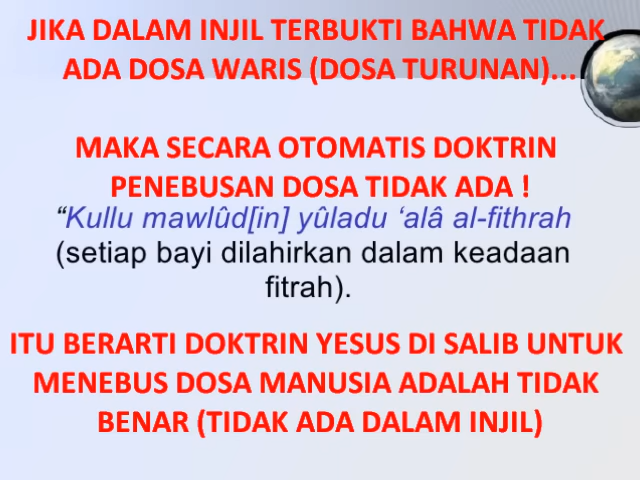 JIKA DALAM INJIL TERBUKTI BAHWA TIDAK
ADA DOSA WARIS (DOSA TURUNAN)...
MAKA SECARA OTOMATIS DOKTRIN
PENEBUSAN DOSA TIDAK ADA !
“Kullu mawlûd[in] yûladu ‘alâ al-fithrah
(setiap bayi dilahirkan dalam keadaan
fitrah).
ITU BERARTI DOKTRIN YESUS DI SALIB UNTUK
MENEBUS DOSA MANUSIA ADALAH TIDAK
BENAR (TIDAK ADA DALAM INJIL)